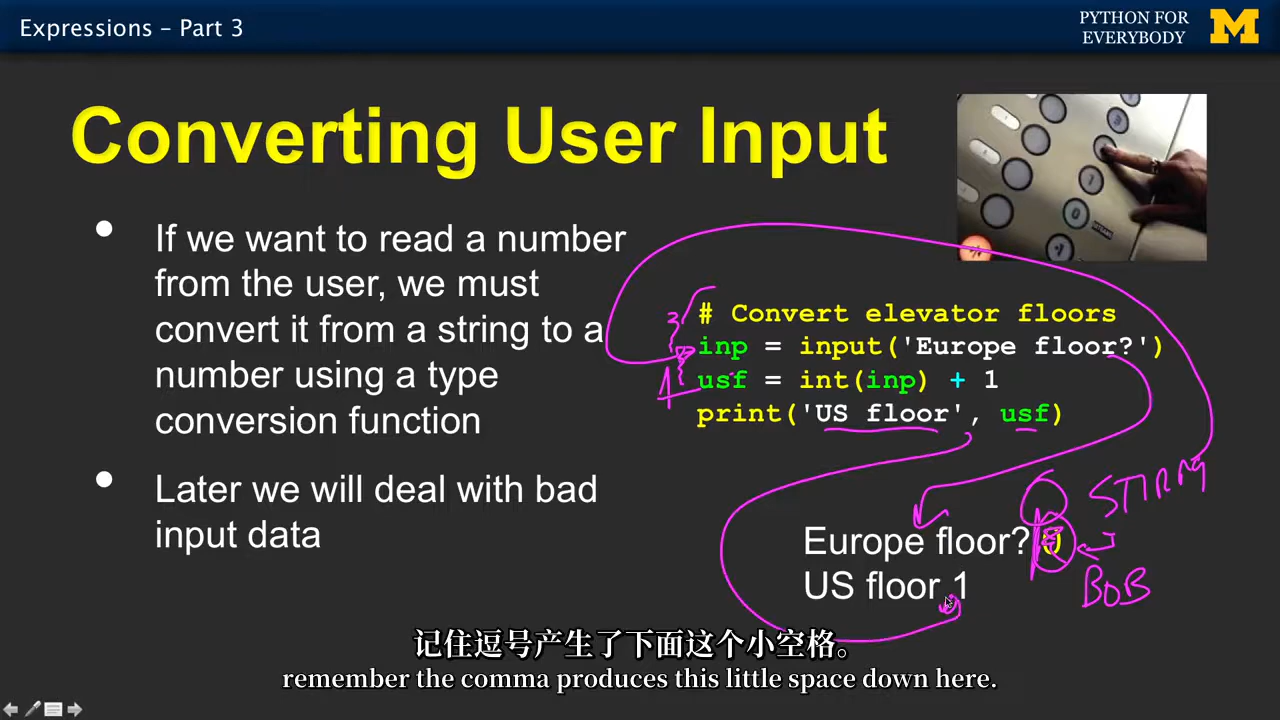 Expressions – Part 3
PYTHON FOR
EVERYBODY
M
Converting User Input
• If we want to read a number
from the user, we must
convert it from a string to a
number using a type
conversion function
• Later we will deal with bad
input data
# Convert elevator floors
inp = input('Europe floor?')
usf = int(inp) + 1
print('US floor', usf)
Europe floor?
US floor 1
BOB
记住逗号产生了下面这个小空格。
remember the comma produces this little space down here.